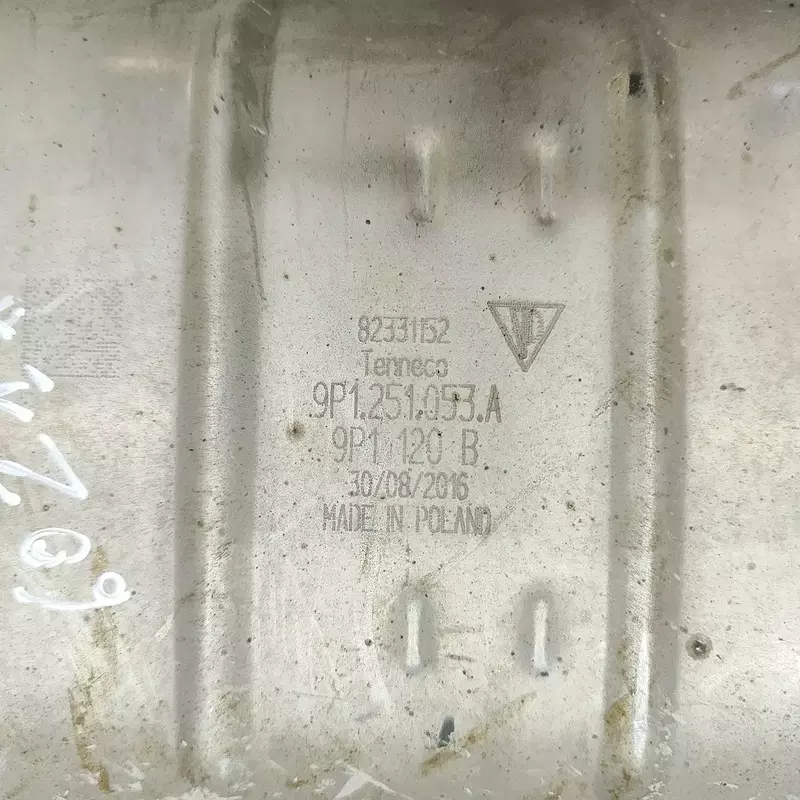 82331152
Tenneco
9P1.251.053.A
9P1 120 B
30/08/2016
MADE IN POLAND